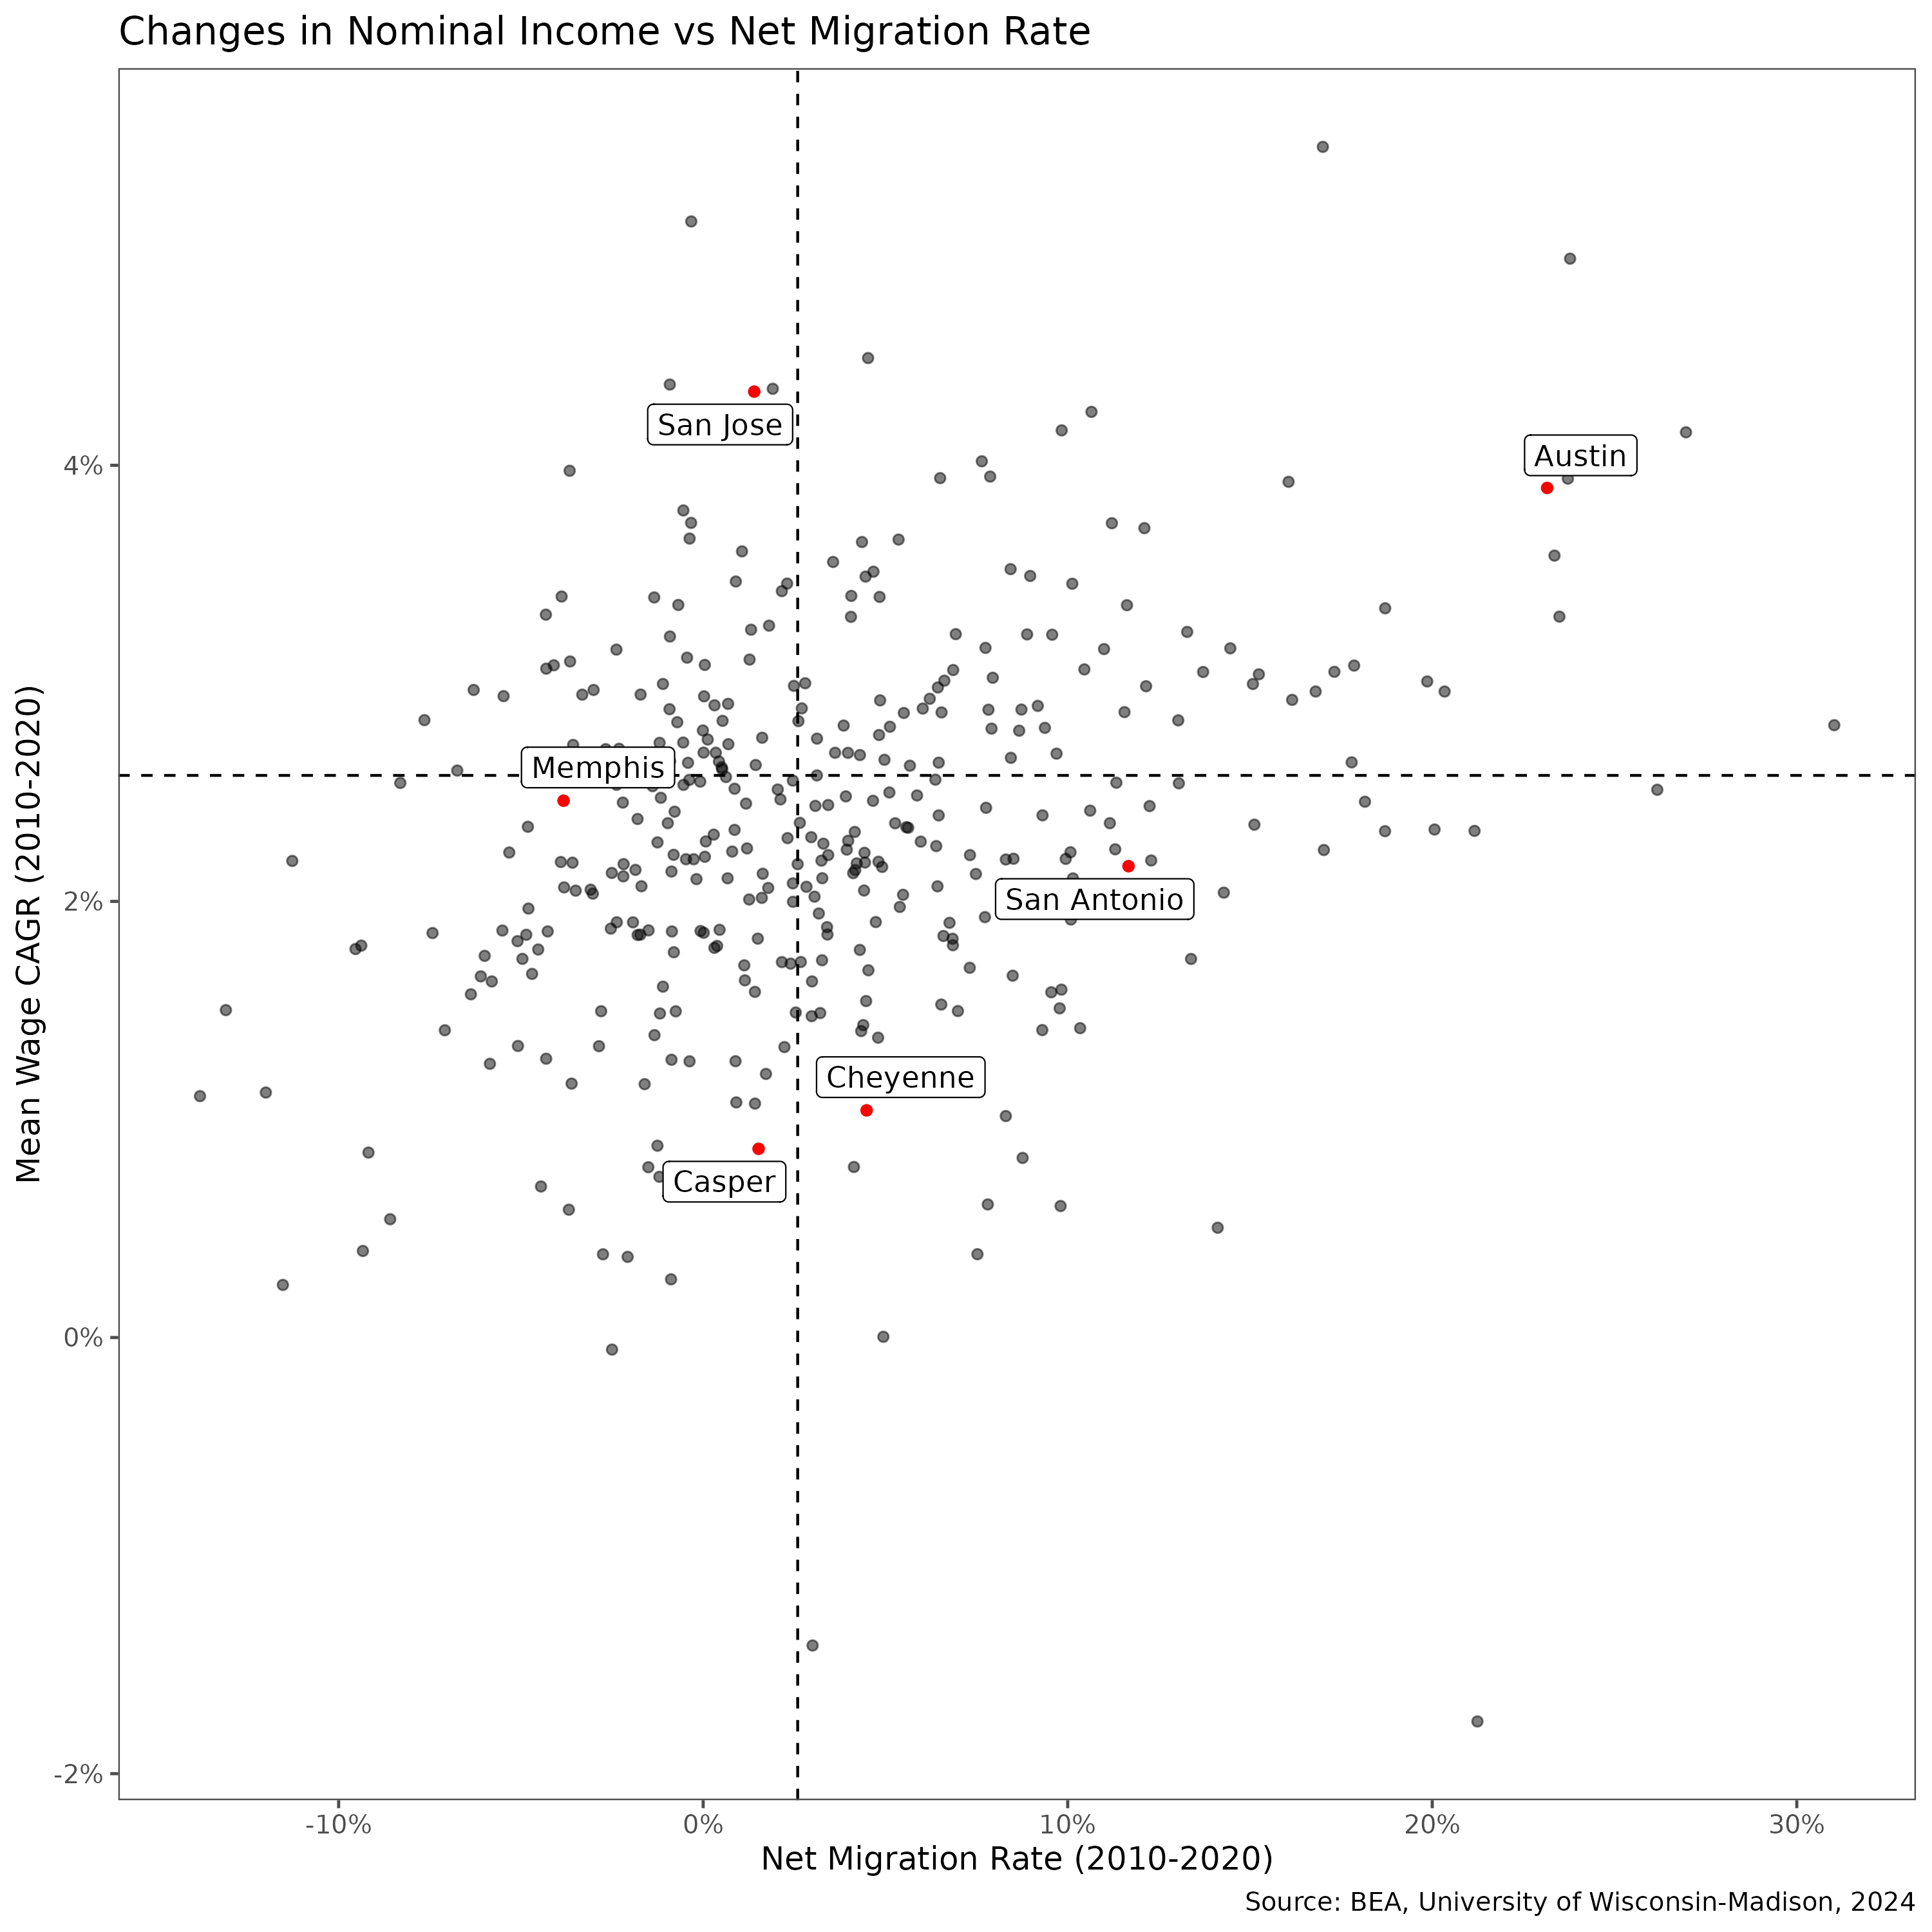 Changes in Nominal Income vs Net Migration Rate
Mean Wage CAGR (2010-2020)
4%
2%
0%
-2%
San Jose
Austin
Memphis
San Antonio
Cheyenne
Casper
-10%
0%
10%
20%
30%
Net Migration Rate (2010-2020)
Source: BEA, University of Wisconsin-Madison, 2024